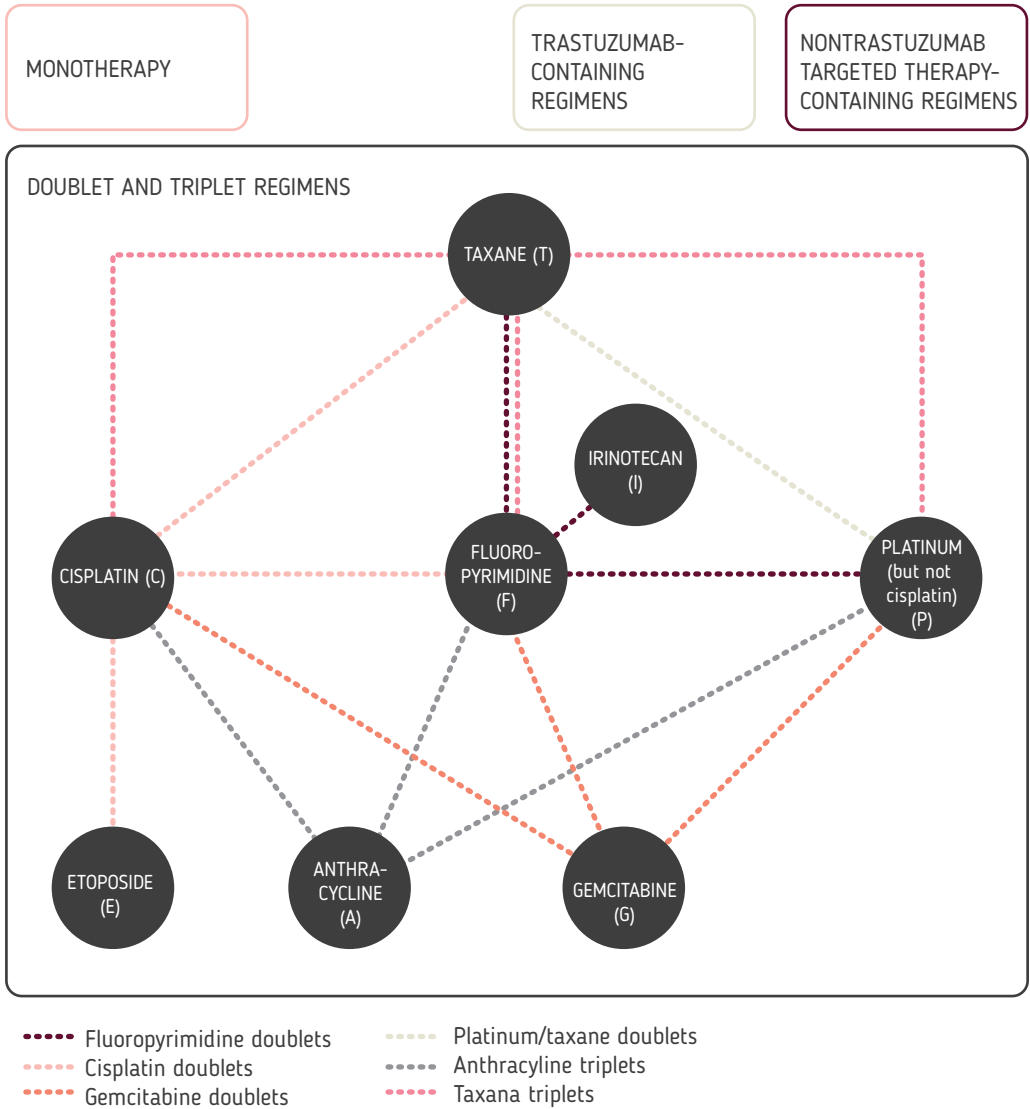 MONOTHERAPY
TRASTUZUMAB-
CONTAINING
REGIMENS
NONTRASTUZUMAB
TARGETED THERAPY-
CONTAINING REGIMENS
DOUBLET AND TRIPLET REGIMENS
TAXANE (T)
IRINOTECAN
(I)
CISPLATIN (C)
FLUORO-
PYRIMIDINE
(F)
PLATINUM
(but not
cisplatin)
(P)
ETOPOSIDE
(E)
ANTHRA-
CYCLINE
(A)
GEMCITABINE
(G)
Fluoropyrimidine doublets
Cisplatin doublets
Gemcitabine doublets
Platinum/taxane doublets
Anthracyline triplets
Taxana triplets